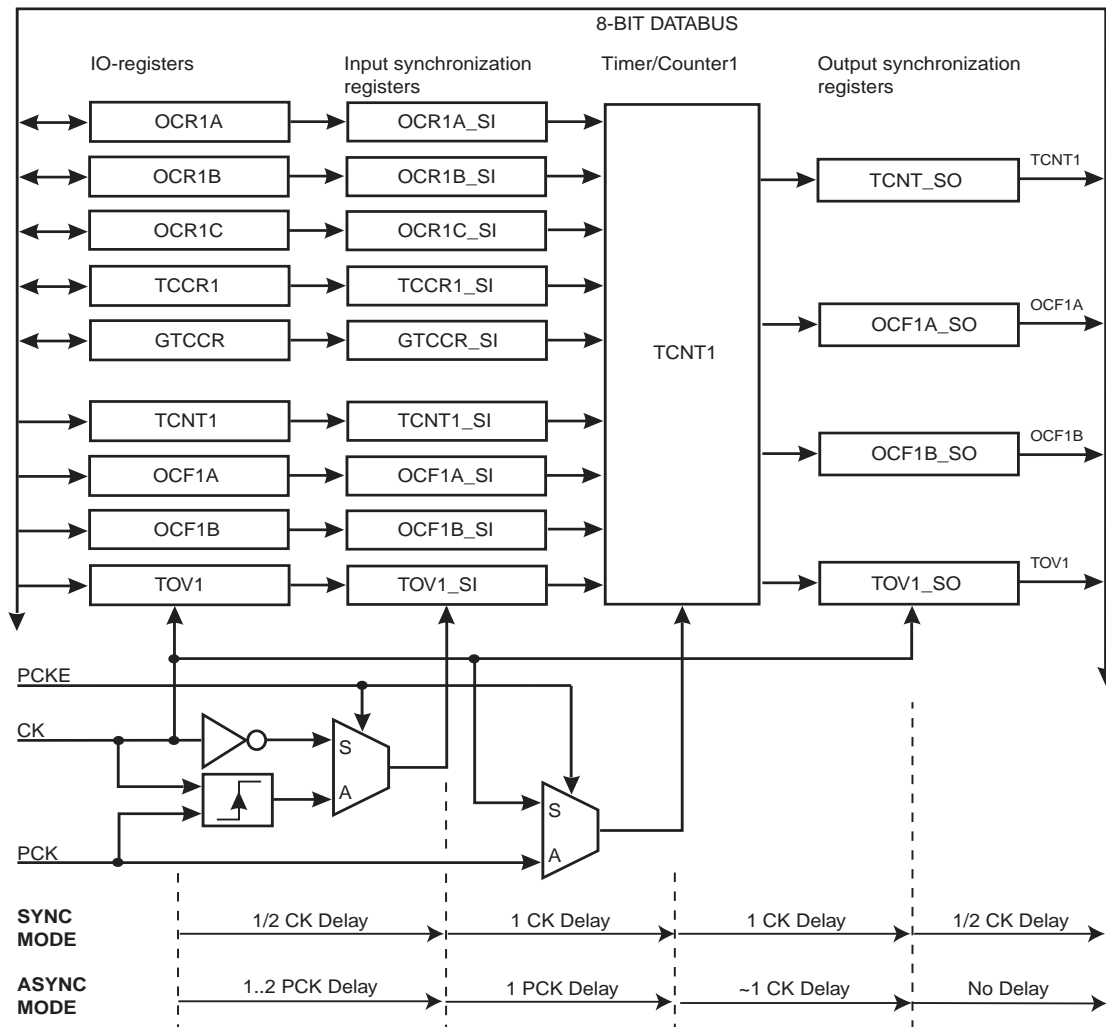 8-BIT DATABUS
IO-registers
Input synchronization
registers
Timer/Counter1
Output synchronization
registers
OCR1A
OCR1A_SI
OCR1B
OCR1B_SI
OCR1C
OCR1C_SI
TCCR1
TCCR1_SI
GTCCR
GTCCR_SI
TCNT1
TCNT1_SI
OCF1A
OCF1A_SI
OCF1B
OCF1B_SI
TOV1
TOV1_SI
TCNT1
TCNT_SO
TCNT1
OCF1A_SO
OCF1A
OCF1B_SO
OCF1B
TOV1_SO
TOV1
PCKE
CK
S
A
S
A
PCK
SYNC
MODE
1/2 CK Delay
1 CK Delay
1 CK Delay
1/2 CK Delay
ASYNC
MODE
1..2 PCK Delay
1 PCK Delay
~1 CK Delay
No Delay